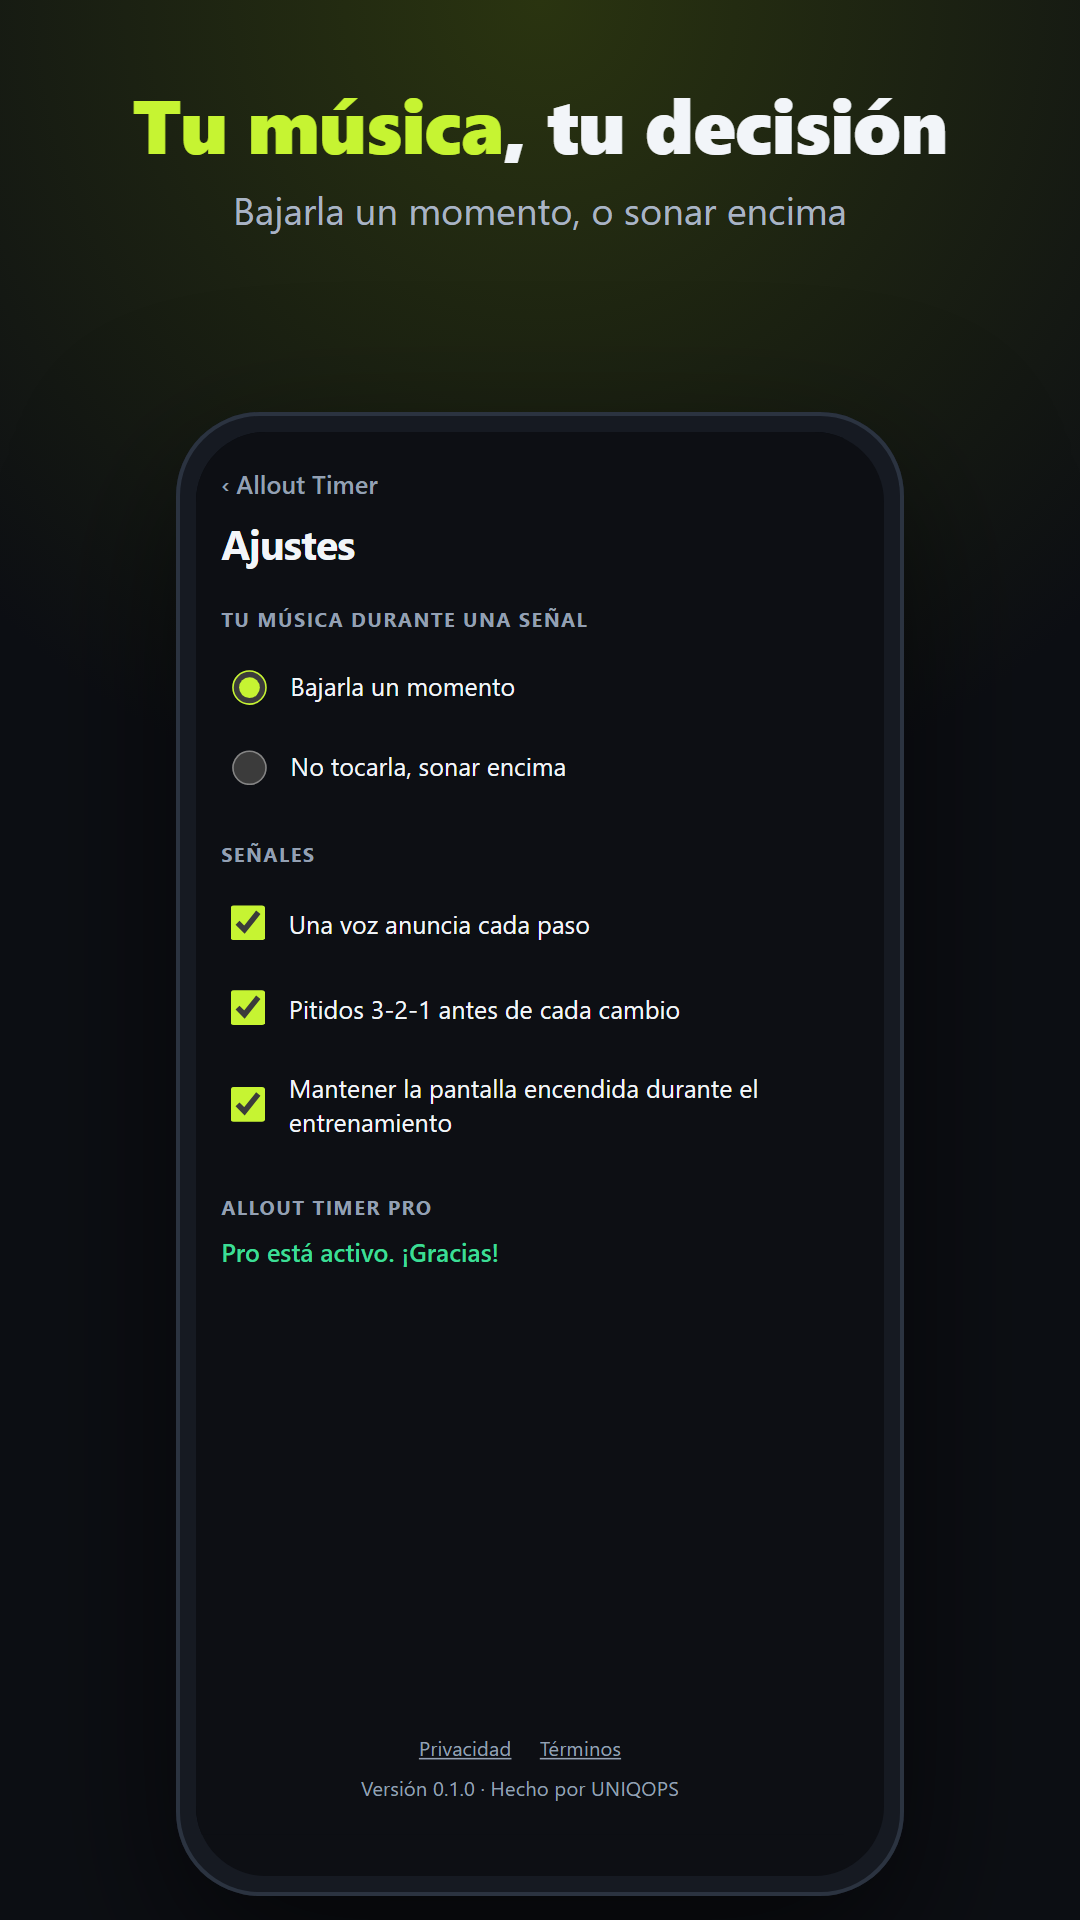 Tu música, tu decisión
Bajarla un momento, o sonar encima
‹ Allout Timer
Ajustes
TU MÚSICA DURANTE UNA SEÑAL
Bajarla un momento
No tocarla, sonar encima
SEÑALES
Una voz anuncia cada paso
Pitidos 3-2-1 antes de cada cambio
Mantener la pantalla encendida durante el
entrenamiento
ALLOUT TIMER PRO
Pro está activo. ¡Gracias!
Privacidad Términos
Versión 0.1.0 · Hecho por UNIQOPS